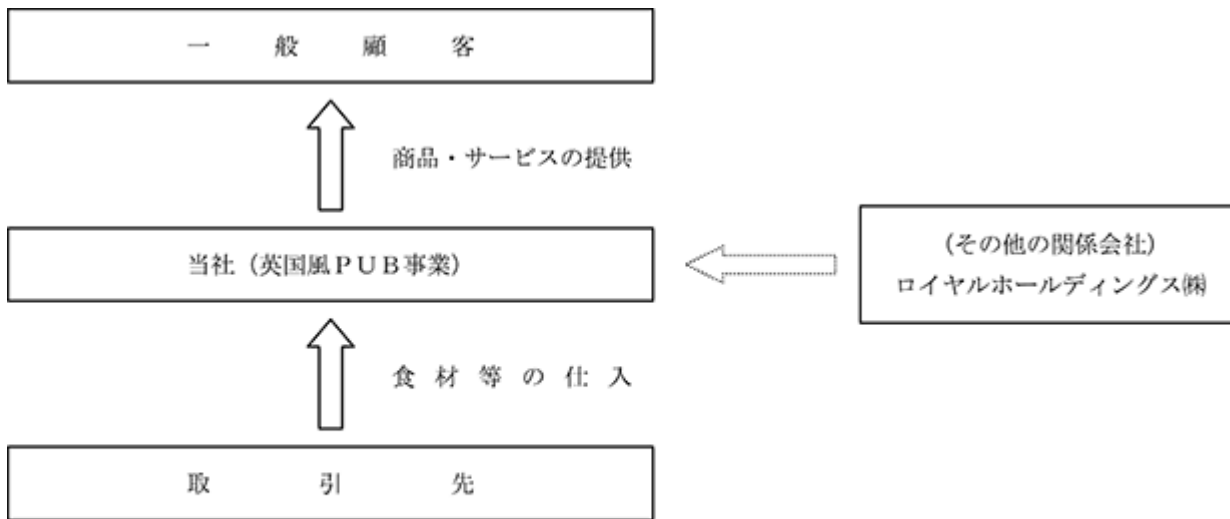 一般顧客
商品・サービスの提供
当社（英国風ＰＵＢ事業）
（その他の関係会社）
ロイヤルホールディングス㈱
食材等の仕入
取引先